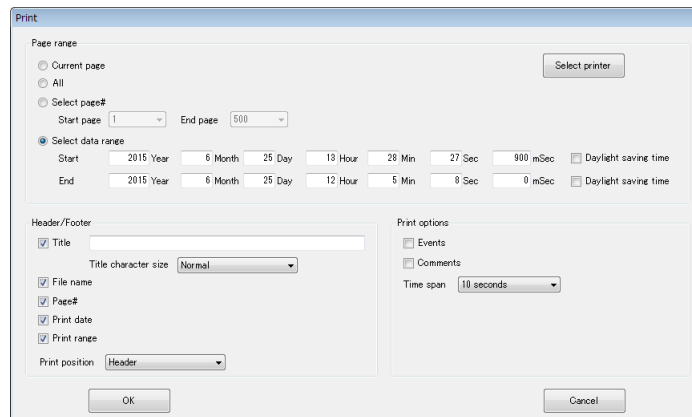 Print
Page range
Current page
Select printer
All
Select page#
Start page 1 End page 500
Select data range
Start 2015 Year 6 Month 25 Day 13 Hour 28 Min 27 Sec 900 mSec Daylight saving time
End 2015 Year 6 Month 25 Day 12 Hour 5 Min 8 Sec 0 mSec Daylight saving time
Header/Footer
Title
Title character size Normal
File name
Page#
Print date
Print range
Print position Header
Print options
Events
Comments
Time span 10 seconds
OK
Cancel